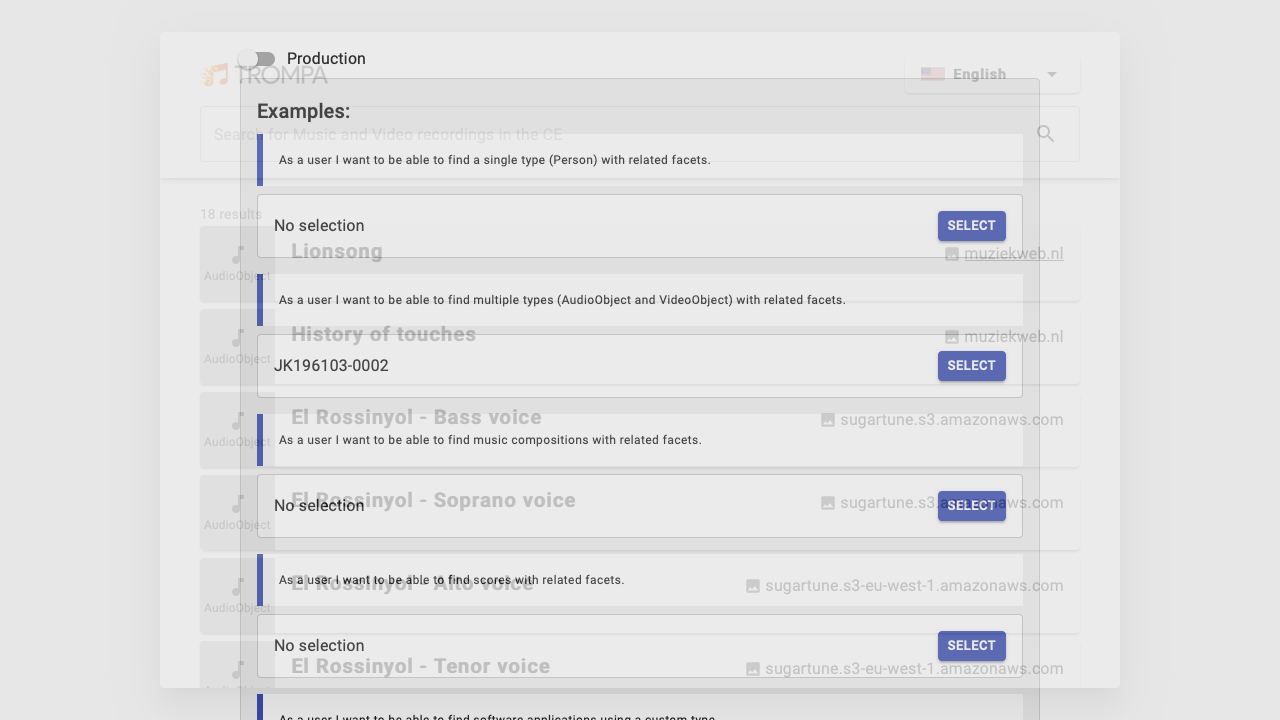 Production
TROMPA
English
Examples:
Search for Music and Video recordings in the CE
As a user I want to be able to find a single type (Person) with related facets.
18 results
No selection
SELECT
Lionsong
muziekweb.nl
AudioObject
As a user I want to be able to find multiple types (AudioObject and VideoObject) with related facets.
History of touches
muziekweb.nl
AudioObject
JK196103-0002
SELECT
El Rossinyol - Bass voice
sugartune.s3.amazonaws.com
AudioObject
As a user I want to be able to find music compositions with related facets.
El Rossinyol - Soprano voice
sugartune.s3.amazonaws.com
No selection
SELECT
AudioObject
As a user I want to be able to find scores with related facets.
El Rossinyol - Alto voice
sugartune.s3-eu-west-1.amazonaws.com
AudioObject
No selection
SELECT
El Rossinyol - Tenor voice
sugartune.s3-eu-west-1.amazonaws.com
AudioObject
As a user I want to be able to find software applications using a custom type